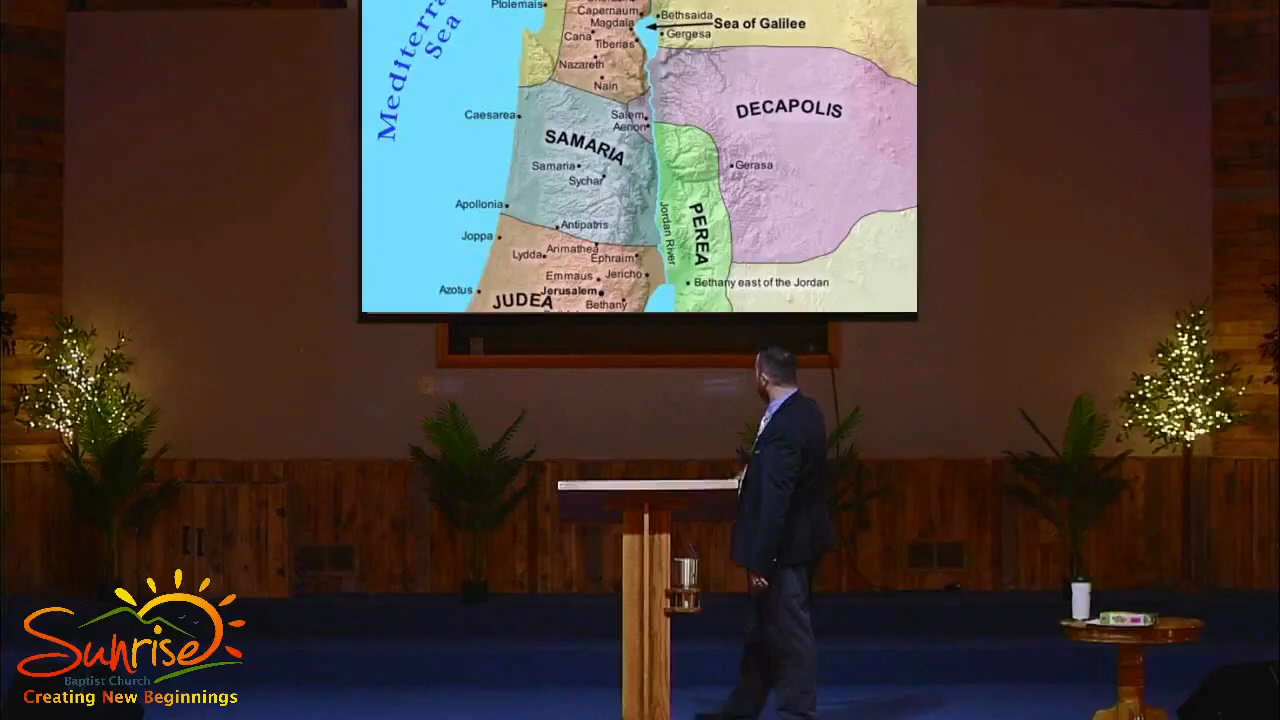 Ptolemais
Capernaum
Magdala
Bethsaida
Sea of Galilee
Cana
Tiberias
Gergesa
Nazareth
Nain
Mediterra
Sea
DECAPOLIS
Caesarea
Salem
Aenon
SAMARIA
Samaria
Sychar
Gerasa
Apollonia
Antipatris
Joppa
Jordan River
PEREA
Lydda
Arimathea
Ephraim
Emmaus
Jericho
Bethany east of the Jordan
Azotus
Jerusalem
JUDEA
Bethany
Sunrise
Baptist Church
Creating New Beginnings